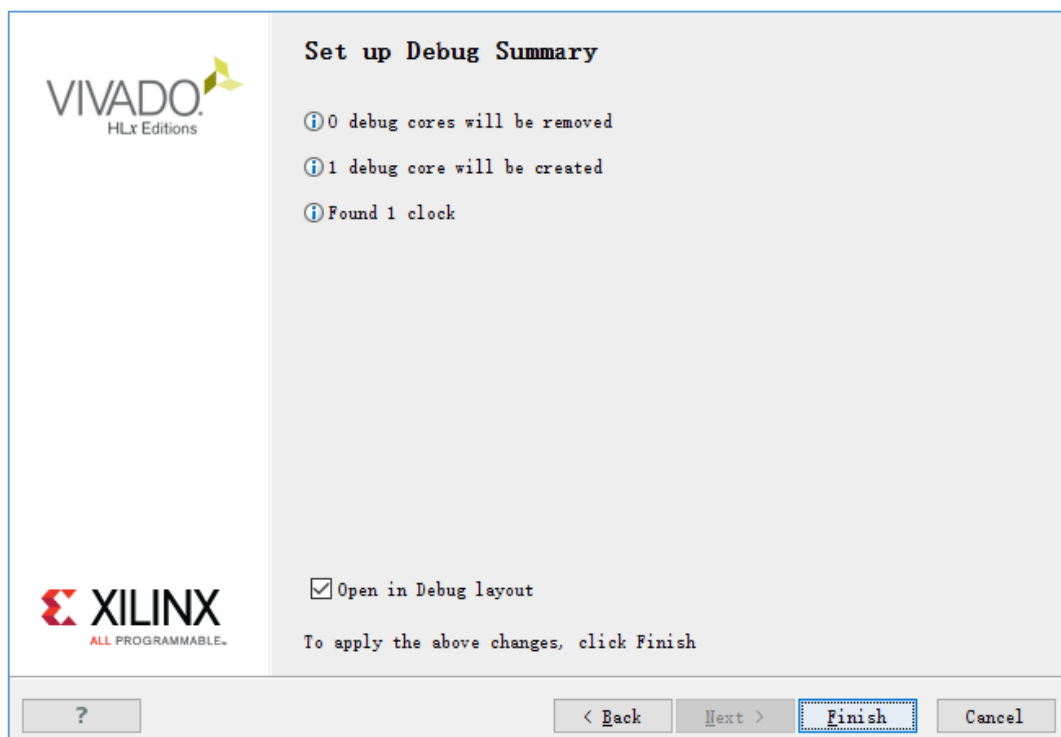 VIVADO.
HLx Editions
Set up Debug Summary
0 debug cores will be removed
1 debug core will be created
Found 1 clock
Open in Debug layout
XILINX
ALL PROGRAMMABLE™
To apply the above changes, click Finish
?
< Back
Next >
Finish
Cancel